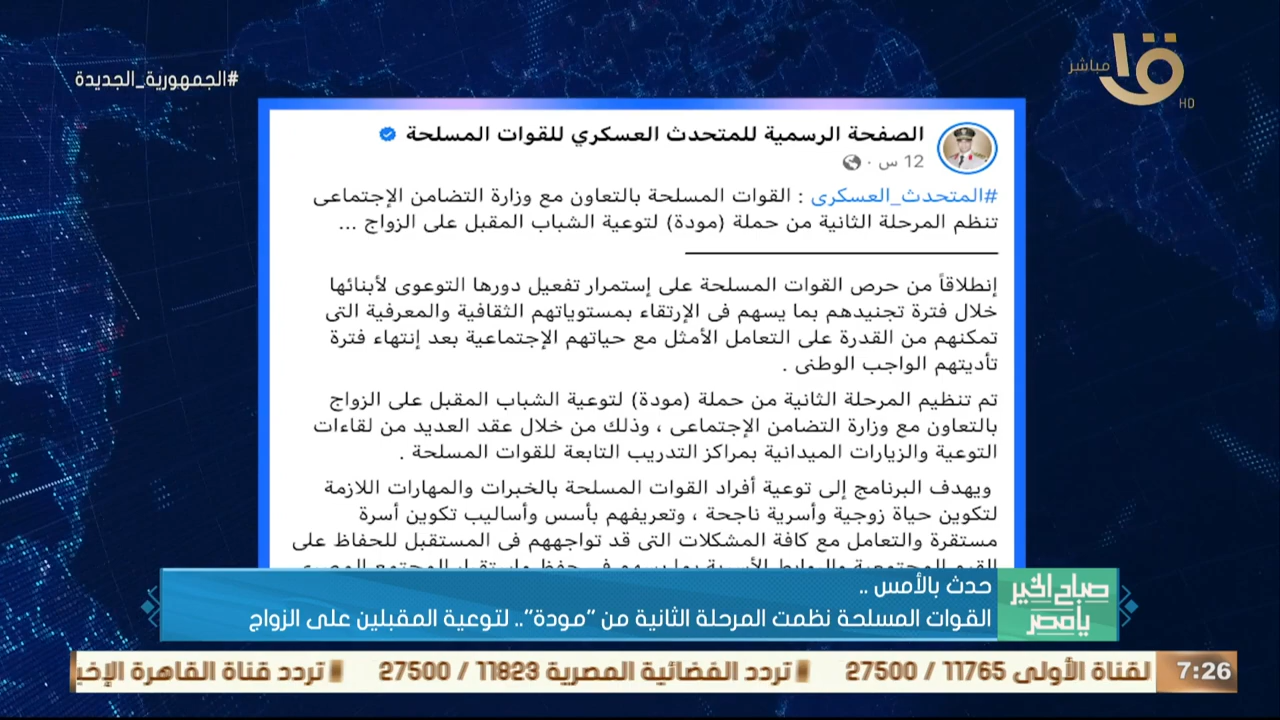 #الجمهورية_الجديدة
مباشر
HD
الصفحة الرسمية للمتحدث العسكري للقوات المسلحة
12 س ·
#المتحدث_العسكرى : القوات المسلحة بالتعاون مع وزارة التضامن الإجتماعى
تنظم المرحلة الثانية من حملة (مودة) لتوعية الشباب المقبل على الزواج ...
إنطلاقاً من حرص القوات المسلحة على إستمرار تفعيل دورها التوعوى لأبنائها
خلال فترة تجنيدهم بما يسهم فى الإرتقاء بمستوياتهم الثقافية والمعرفية التى
تمكنهم من القدرة على التعامل الأمثل مع حياتهم الإجتماعية بعد إنتهاء فترة
تأديتهم الواجب الوطنى .
تم تنظيم المرحلة الثانية من حملة (مودة) لتوعية الشباب المقبل على الزواج
بالتعاون مع وزارة التضامن الإجتماعى ، وذلك من خلال عقد العديد من لقاءات
التوعية والزيارات الميدانية بمراكز التدريب التابعة للقوات المسلحة .
ويهدف البرنامج إلى توعية أفراد القوات المسلحة بالخبرات والمهارات اللازمة
لتكوين حياة زوجية وأسرية ناجحة ، وتعريفهم بأسس وأساليب تكوين أسرة
مستقرة والتعامل مع كافة المشكلات التى قد تواجههم فى المستقبل للحفاظ على
صباح الخير
يا مصر
حدث بالأمس ..
القوات المسلحة نظمت المرحلة الثانية من "مودة".. لتوعية المقبلين على الزواج
7:26
لقناة الأولى 11765 / 27500 تردد الفضائية المصرية 11823 / 27500 تردد قناة القاهرة